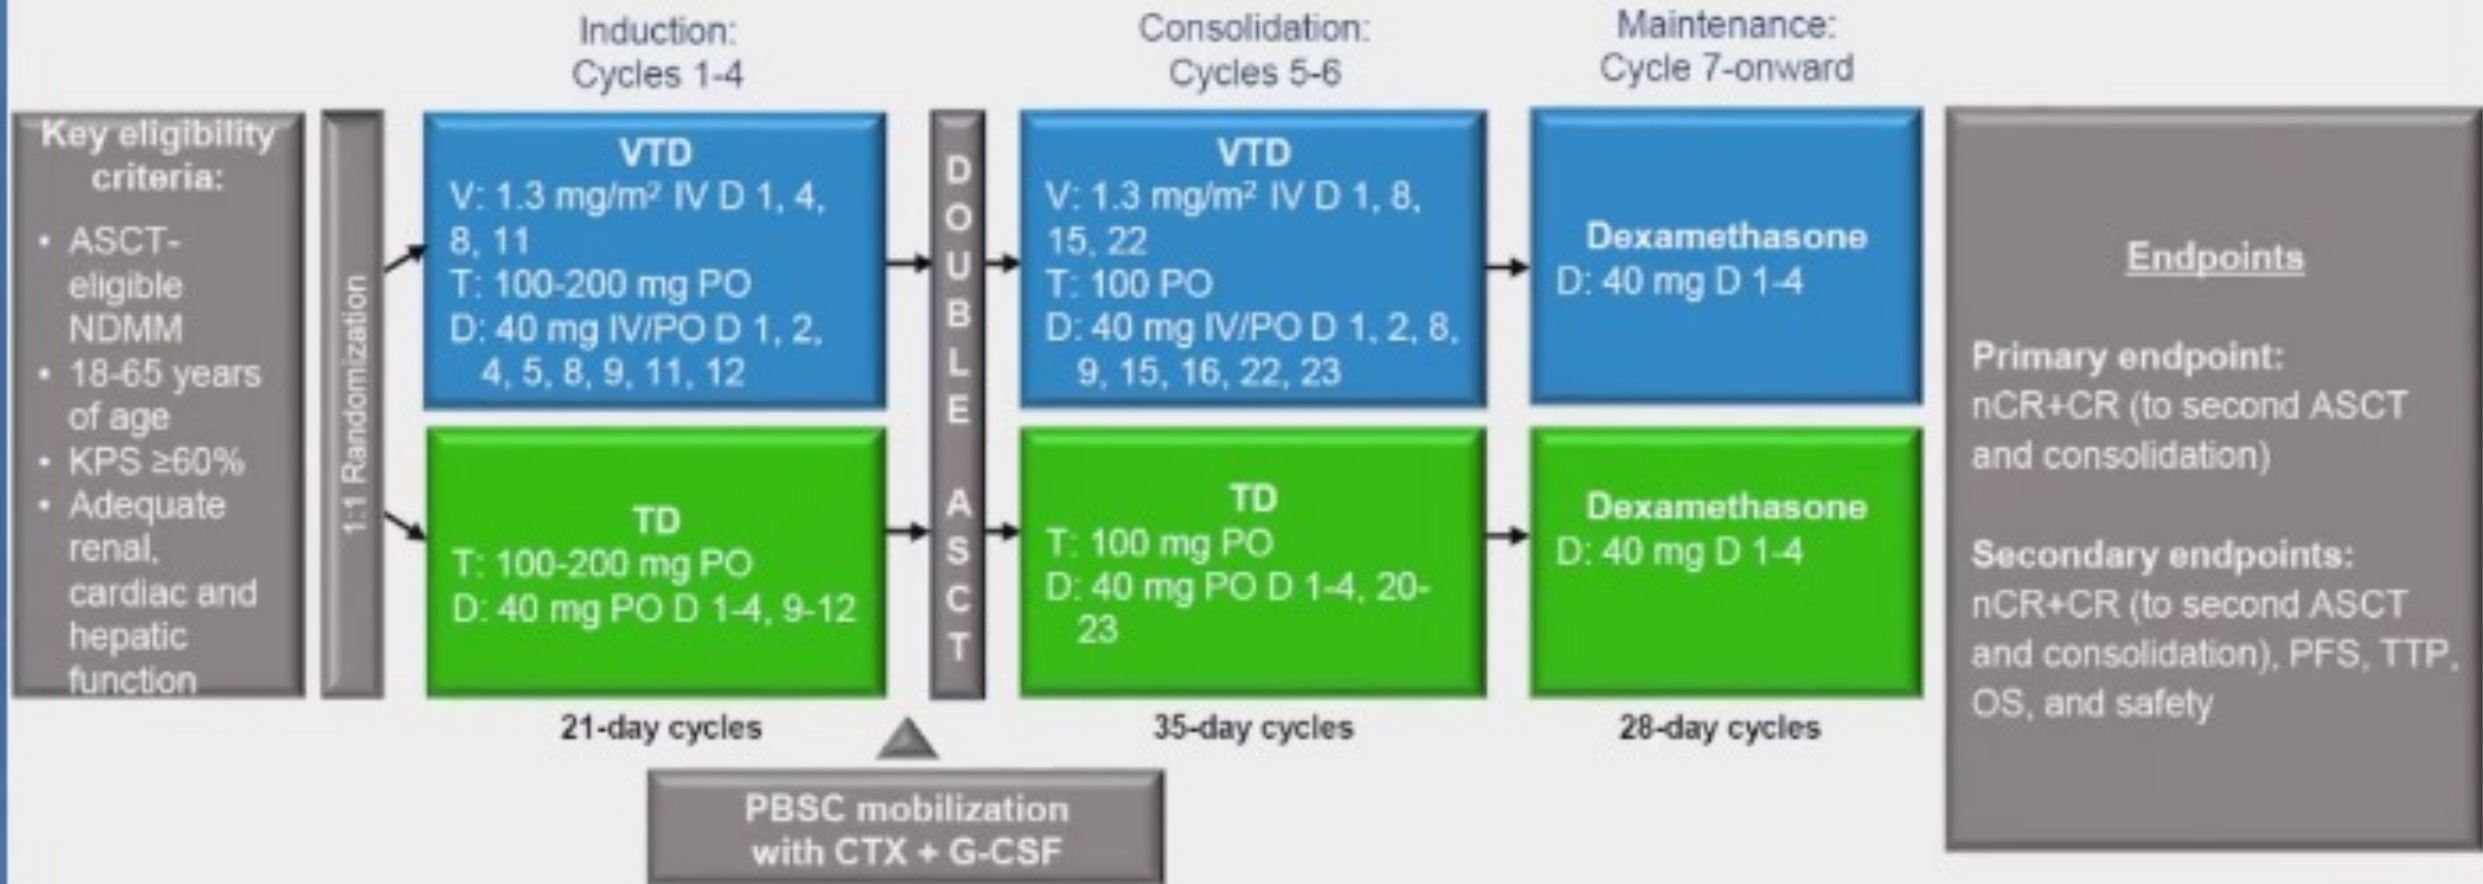 Induction:
Cycles 1-4
Consolidation:
Cycles 5-6
Maintenance:
Cycle 7-onward
Key eligibility
criteria:
• ASCT-
eligible
NDMM
• 18-65 years
of age
• KPS ≥60%
• Adequate
renal,
cardiac and
hepatic
function
1:1 Randomization
VTD
V: 1.3 mg/m² IV D 1, 4,
8, 11
T: 100-200 mg PO
D: 40 mg IV/PO D 1, 2,
4, 5, 8, 9, 11, 12
TD
T: 100-200 mg PO
D: 40 mg PO D 1-4, 9-12
21-day cycles
DOUBLE ASCT
PBSC mobilization
with CTX + G-CSF
VTD
V: 1.3 mg/m² IV D 1, 8,
15, 22
T: 100 PO
D: 40 mg IV/PO D 1, 2, 8,
9, 15, 16, 22, 23
TD
T: 100 mg PO
D: 40 mg PO D 1-4, 20-
23
35-day cycles
Dexamethasone
D: 40 mg D 1-4
Dexamethasone
D: 40 mg D 1-4
28-day cycles
Endpoints
Primary endpoint:
nCR+CR (to second ASCT
and consolidation)
Secondary endpoints:
nCR+CR (to second ASCT
and consolidation), PFS, TTP,
OS, and safety